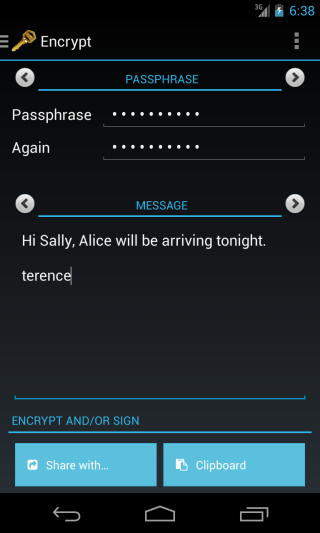 3G 6:38
Encrypt
PASSPHRASE
Passphrase ••••••••••
Again ••••••••••
MESSAGE
Hi Sally, Alice will be arriving tonight.
terence
ENCRYPT AND/OR SIGN
Share with... Clipboard